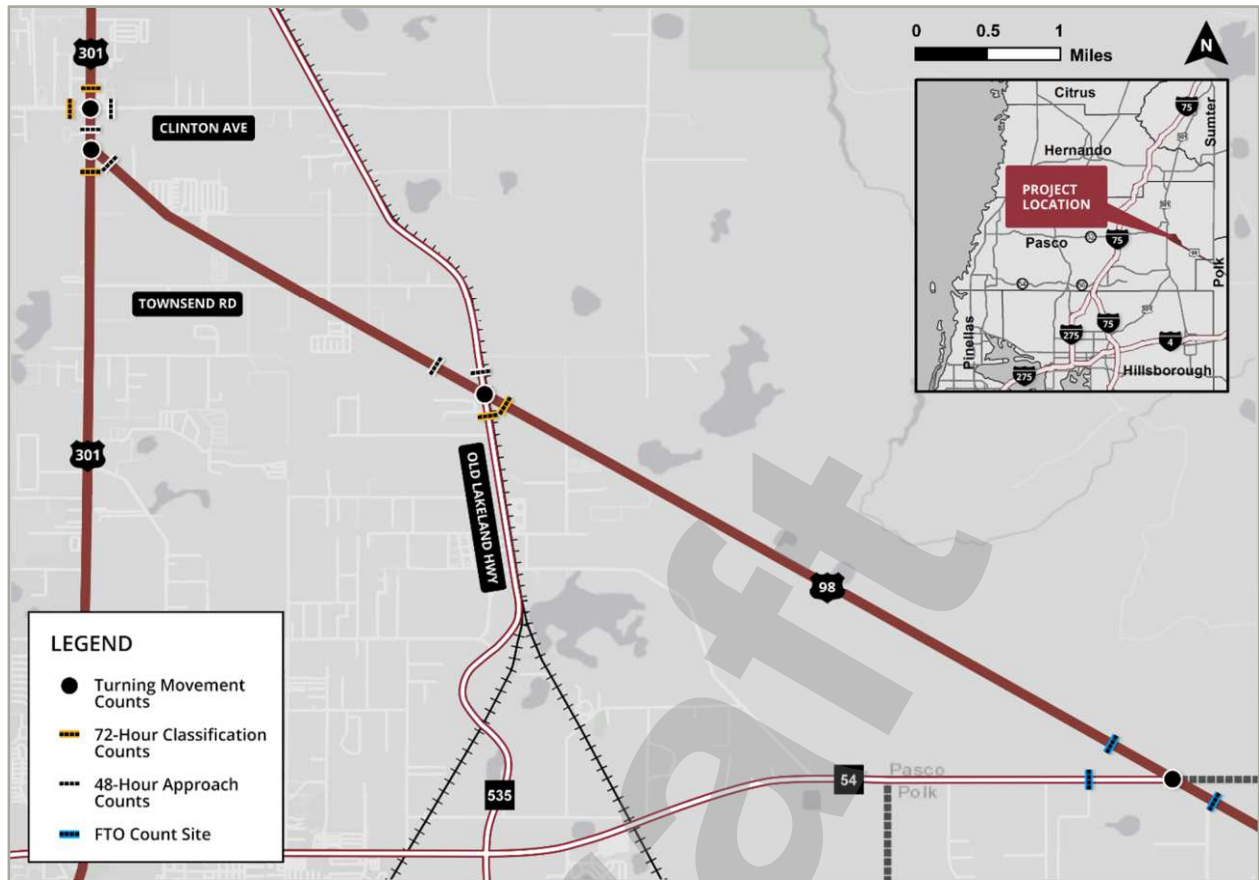 301
CLINTON AVE
TOWNSEND RD
301
OLD LAKELAND HWY
98
54
Pasco
Polk
535
0 0.5 1
Miles
N
Citrus
75
Sumter
Hernando
PROJECT
LOCATION
Pasco
75
Polk
Pinellas
275
75
4
Hillsborough
275
LEGEND
Turning Movement
Counts
72-Hour Classification
Counts
48-Hour Approach
Counts
FTO Count Site